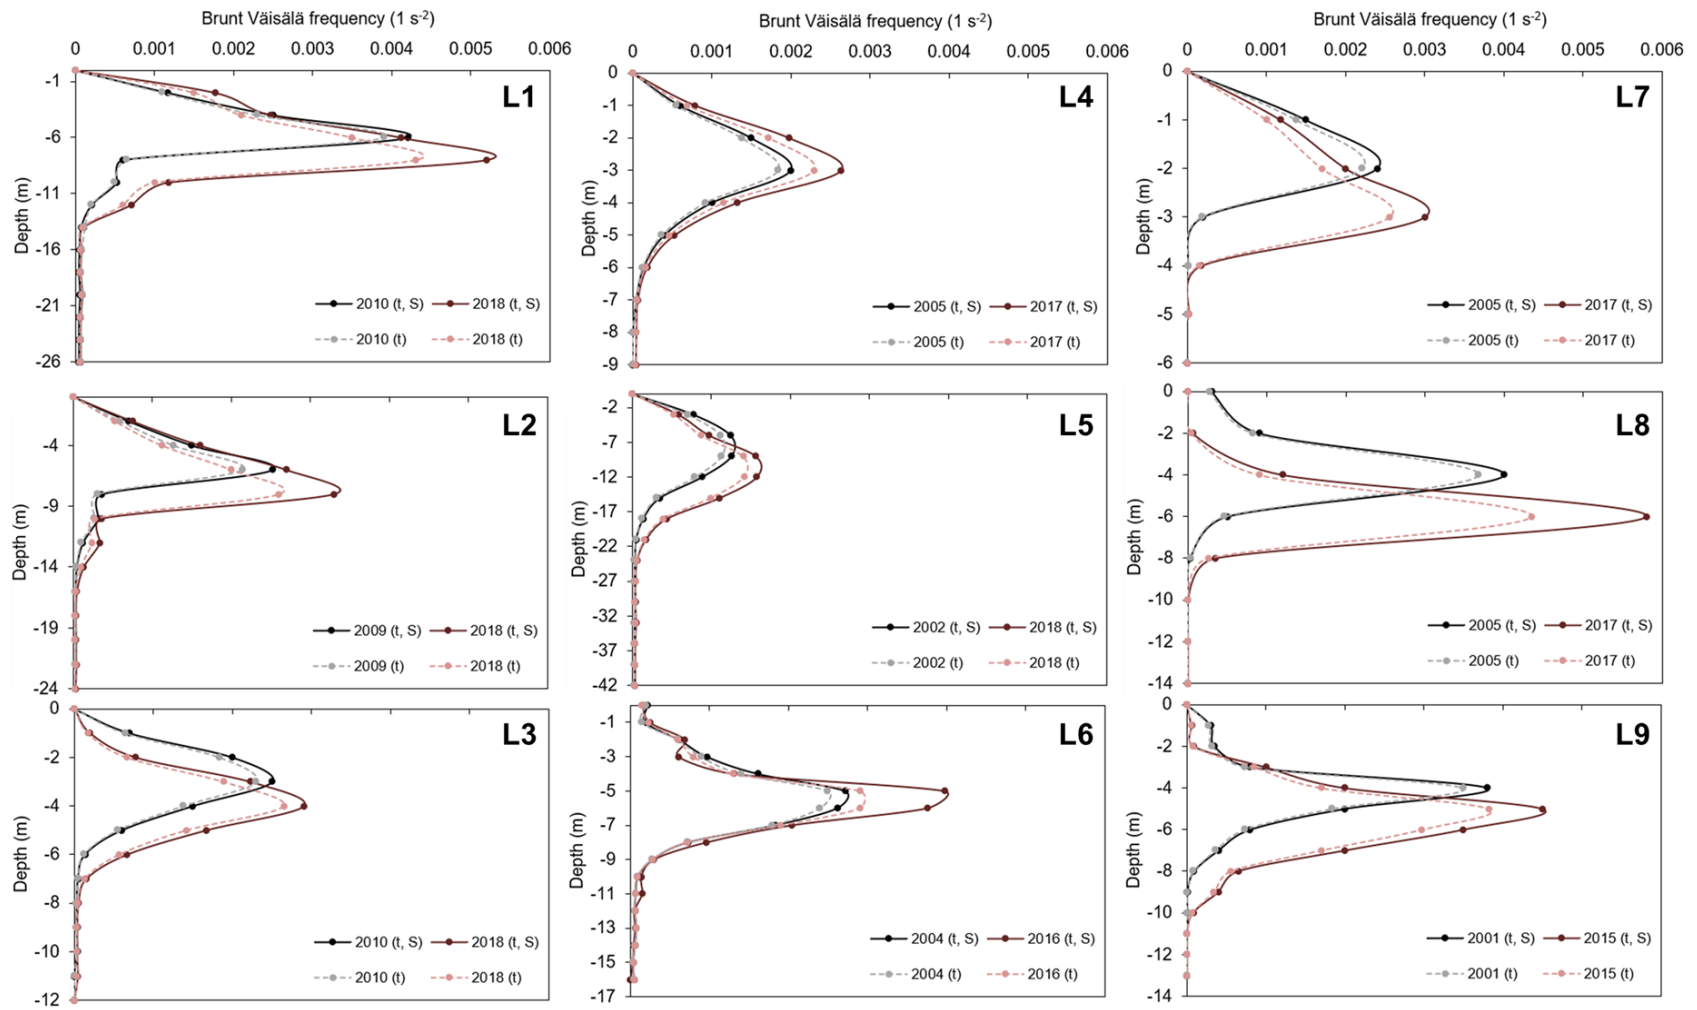 Brunt Väisälä frequency (1 s-2)
0 0.001 0.002 0.003 0.004 0.005 0.006
L1
Depth (m)
-1
-6
-11
-16
-21
-26
2010 (t, S) 2018 (t, S)
2010 (t) 2018 (t)
Brunt Väisälä frequency (1 s-2)
0 0.001 0.002 0.003 0.004 0.005 0.006
L4
Depth (m)
0
-1
-2
-3
-4
-5
-6
-7
-8
-9
2005 (t, S) 2017 (t, S)
2005 (t) 2017 (t)
Brunt Väisälä frequency (1 s-2)
0 0.001 0.002 0.003 0.004 0.005 0.006
L7
Depth (m)
0
-1
-2
-3
-4
-5
-6
2005 (t, S) 2017 (t, S)
2005 (t) 2017 (t)
L2
Depth (m)
-4
-9
-14
-19
-24
2009 (t, S) 2018 (t, S)
2009 (t) 2018 (t)
L5
Depth (m)
-2
-7
-12
-17
-22
-27
-32
-37
-42
2002 (t, S) 2018 (t, S)
2002 (t) 2018 (t)
L8
Depth (m)
0
-2
-4
-6
-8
-10
-12
-14
2005 (t, S) 2017 (t, S)
2005 (t) 2017 (t)
L3
Depth (m)
0
-2
-4
-6
-8
-10
-12
2010 (t, S) 2018 (t, S)
2010 (t) 2018 (t)
L6
Depth (m)
-1
-3
-5
-7
-9
-11
-13
-15
-17
2004 (t, S) 2016 (t, S)
2004 (t) 2016 (t)
L9
Depth (m)
0
-2
-4
-6
-8
-10
-12
-14
2001 (t, S) 2015 (t, S)
2001 (t) 2015 (t)